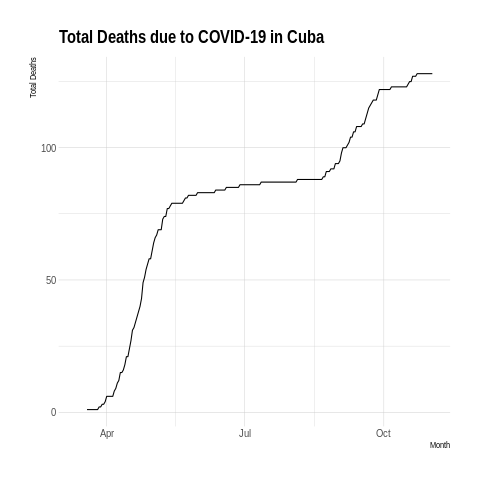 Total Deaths due to COVID-19 in Cuba
Total Deaths
100
50
0
Apr Jul Oct
Month